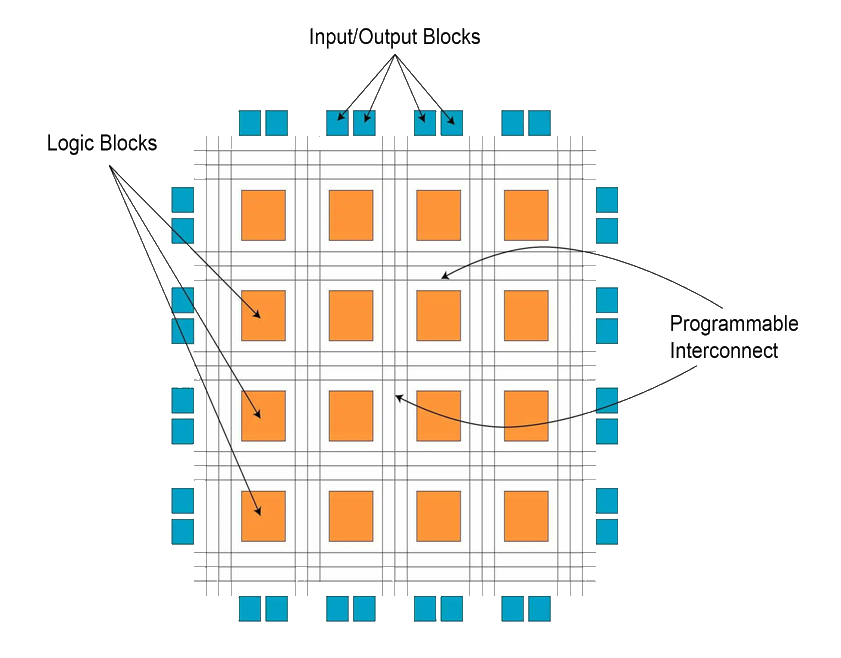 Input/Output Blocks
Logic Blocks
Programmable
Interconnect